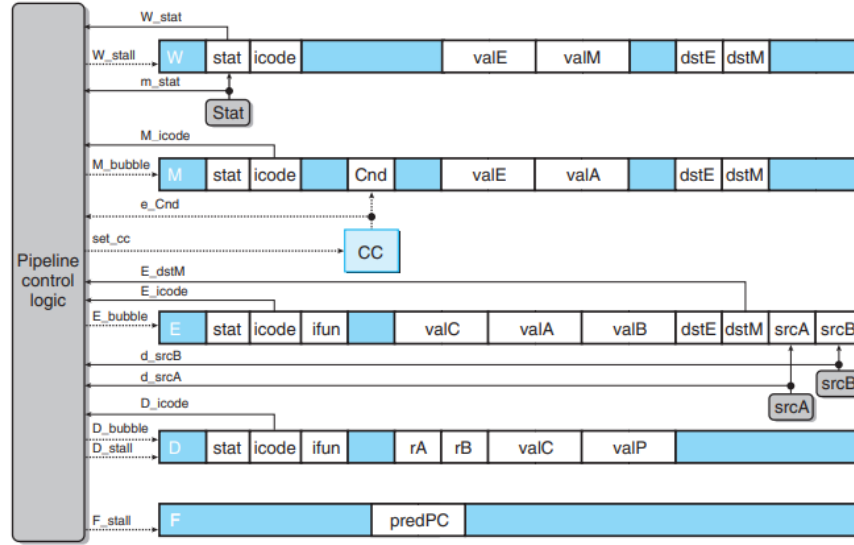 W_stat
W_stall W stat icode valE valM dstE dstM
m_stat
Stat
M_icode
M_bubble M stat icode Cnd valE valA dstE dstM
e_Cnd
set_cc CC
Pipeline
control
logic
E_dstM
E_icode
E_bubble E stat icode ifun valC valA valB dstE dstM srcA srcB
d_srcB
srcB
d_srcA
srcA
D_icode
D_bubble
D_stall D stat icode ifun rA rB valC valP
F_stall F predPC